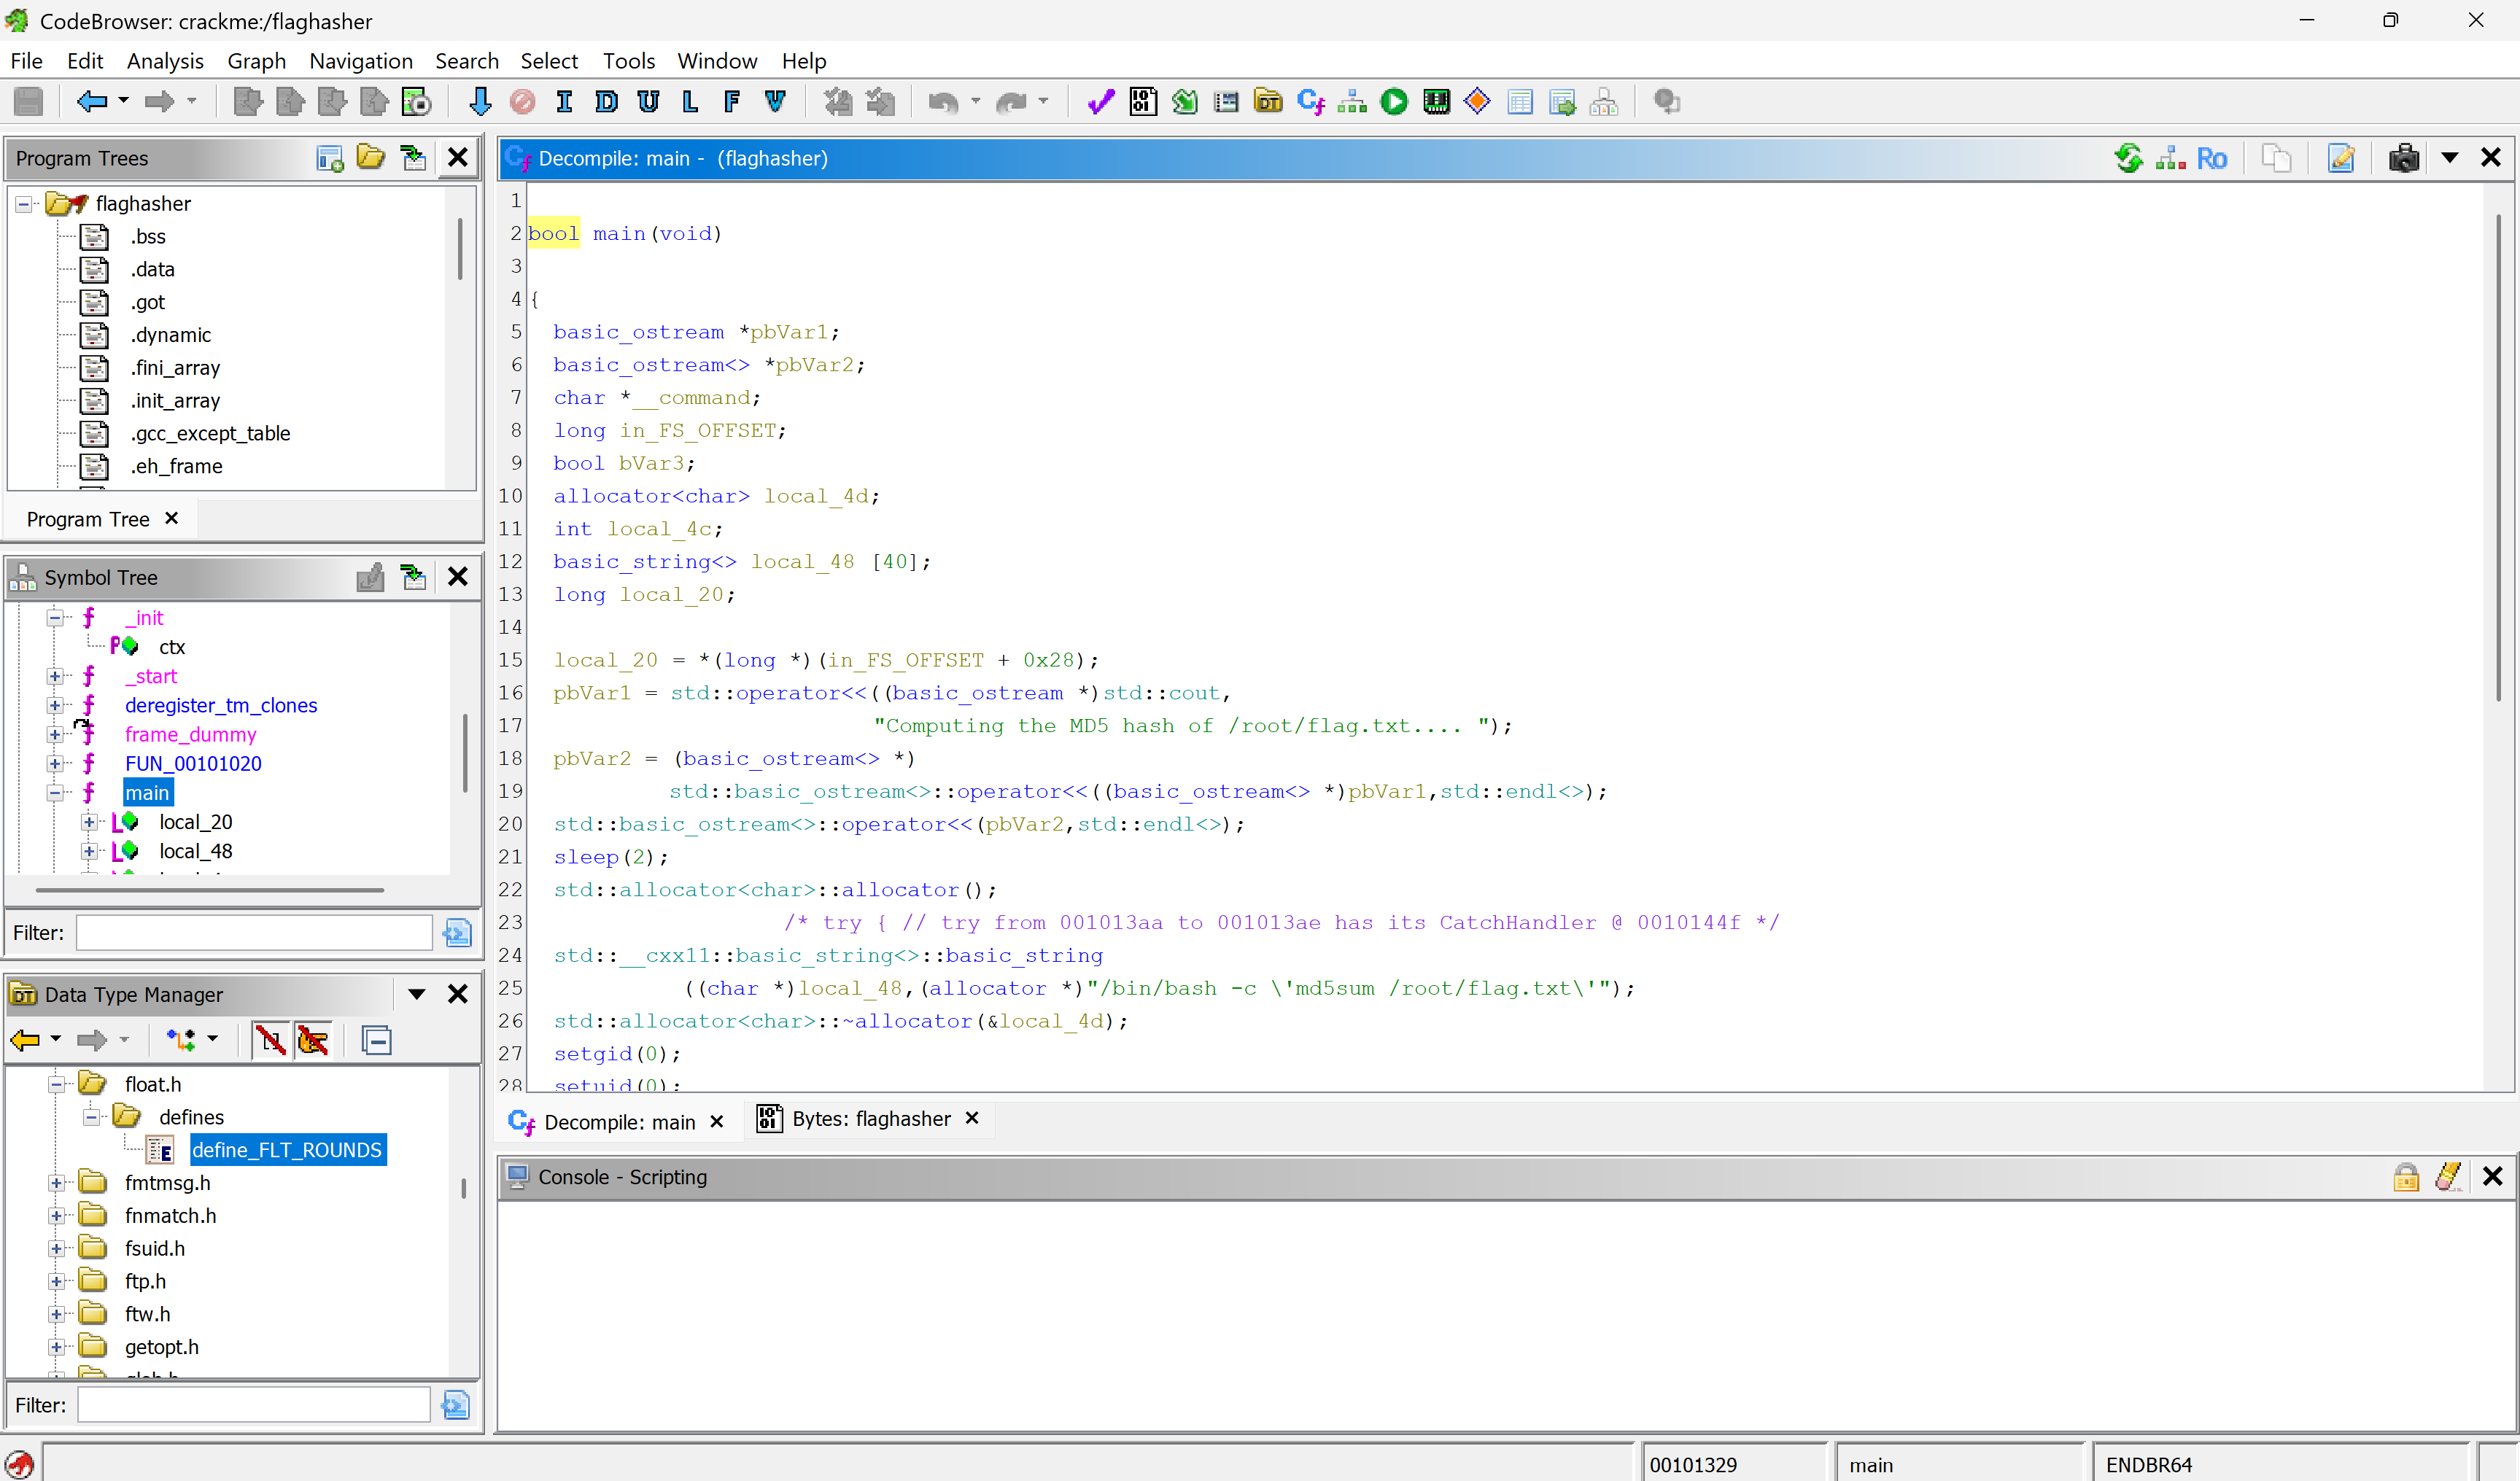 CodeBrowser: crackme:/flaghasher
File Edit Analysis Graph Navigation Search Select Tools Window Help
I D U L F V
Program Trees
flaghasher
.bss
.data
.got
.dynamic
.fini_array
.init_array
.gcc_except_table
.eh_frame
Program Tree
Symbol Tree
_init
ctx
_start
deregister_tm_clones
frame_dummy
FUN_00101020
main
local_20
local_48
Filter:
Data Type Manager
float.h
defines
define_FLT_ROUNDS
fmtmsg.h
fnmatch.h
fsuid.h
ftp.h
ftw.h
getopt.h
Filter:
Decompile: main - (flaghasher)
Ro
1
2 bool main(void)
3
4 {
5 basic_ostream *pbVar1;
6 basic_ostream<> *pbVar2;
7 char *__command;
8 long in_FS_OFFSET;
9 bool bVar3;
10 allocator<char> local_4d;
11 int local_4c;
12 basic_string<> local_48 [40];
13 long local_20;
14
15 local_20 = *(long *)(in_FS_OFFSET + 0x28);
16 pbVar1 = std::operator<<((basic_ostream *)std::cout,
17 "Computing the MD5 hash of /root/flag.txt.... ");
18 pbVar2 = (basic_ostream<> *)
19 std::basic_ostream<>::operator<<((basic_ostream<> *)pbVar1,std::endl<>);
20 std::basic_ostream<>::operator<<(pbVar2,std::endl<>);
21 sleep(2);
22 std::allocator<char>::allocator();
23 /* try { // try from 001013aa to 001013ae has its CatchHandler @ 0010144f */
24 std::__cxx11::basic_string<>::basic_string
25 ((char *)local_48,(allocator *)"/bin/bash -c \'md5sum /root/flag.txt\'");
26 std::allocator<char>::~allocator(&local_4d);
27 setgid(0);
28 setuid(0);
Decompile: main
Bytes: flaghasher
Console - Scripting
00101329
main
ENDBR64